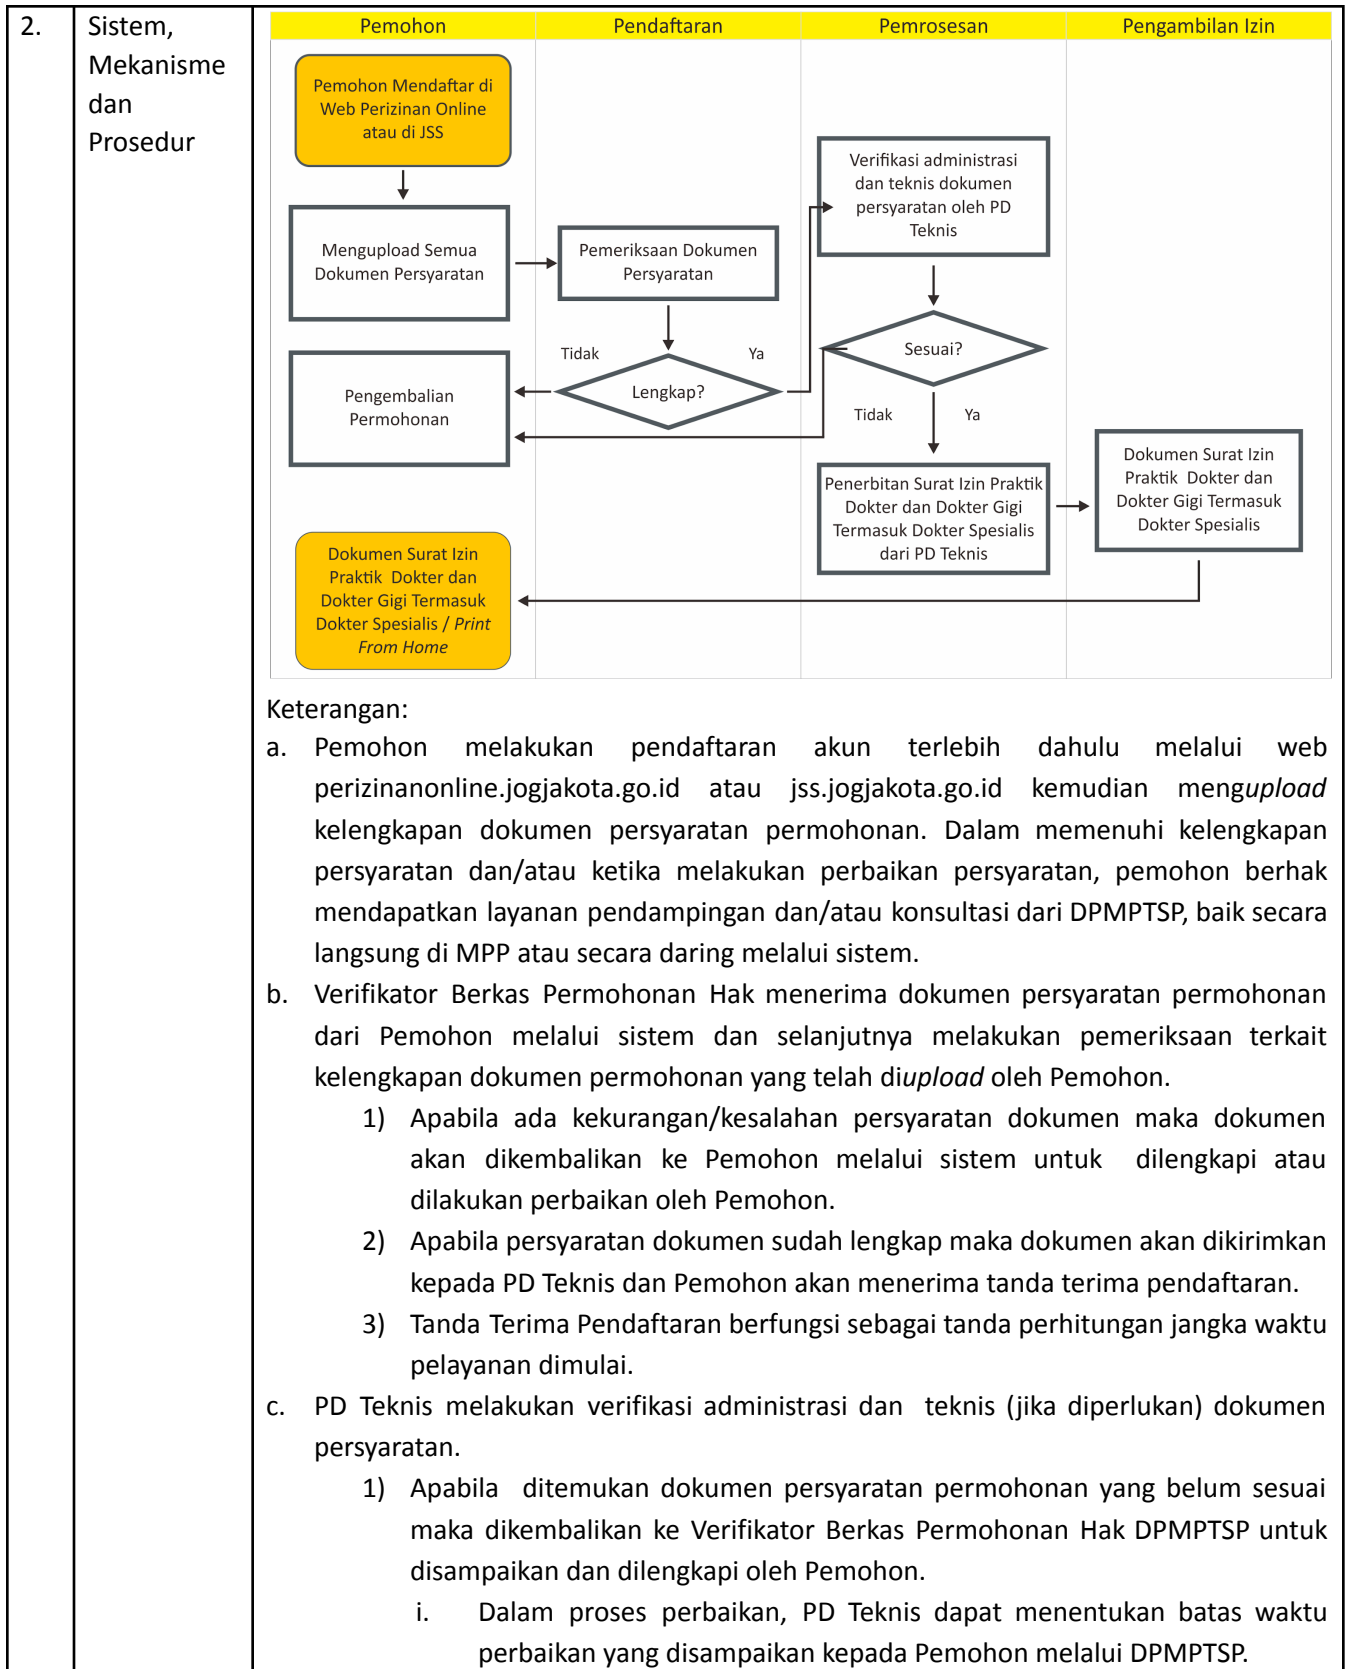 2.
Sistem,
Mekanisme
dan
Prosedur
Pemohon
Pendaftaran
Pemrosesan
Pengambilan Izin
Pemohon Mendaftar di
Web Perizinan Online
atau di JSS
Mengupload Semua
Dokumen Persyaratan
Pemeriksaan Dokumen
Persyaratan
Verifikasi administrasi
dan teknis dokumen
persyaratan oleh PD
Teknis
Tidak
Ya
Lengkap?
Sesuai?
Pengembalian
Permohonan
Tidak
Ya
Penerbitan Surat Izin Praktik
Dokter dan Dokter Gigi
Termasuk Dokter Spesialis
dari PD Teknis
Dokumen Surat Izin
Praktik Dokter dan
Dokter Gigi Termasuk
Dokter Spesialis
Dokumen Surat Izin
Praktik Dokter dan
Dokter Gigi Termasuk
Dokter Spesialis / Print
From Home
Keterangan:
a. Pemohon melakukan pendaftaran akun terlebih dahulu melalui web
perizinanonline.jogjakota.go.id atau jss.jogjakota.go.id kemudian mengupload
kelengkapan dokumen persyaratan permohonan. Dalam memenuhi kelengkapan
persyaratan dan/atau ketika melakukan perbaikan persyaratan, pemohon berhak
mendapatkan layanan pendampingan dan/atau konsultasi dari DPMPTSP, baik secara
langsung di MPP atau secara daring melalui sistem.
b. Verifikator Berkas Permohonan Hak menerima dokumen persyaratan permohonan
dari Pemohon melalui sistem dan selanjutnya melakukan pemeriksaan terkait
kelengkapan dokumen permohonan yang telah diupload oleh Pemohon.
1) Apabila ada kekurangan/kesalahan persyaratan dokumen maka dokumen
akan dikembalikan ke Pemohon melalui sistem untuk dilengkapi atau
dilakukan perbaikan oleh Pemohon.
2) Apabila persyaratan dokumen sudah lengkap maka dokumen akan dikirimkan
kepada PD Teknis dan Pemohon akan menerima tanda terima pendaftaran.
3) Tanda Terima Pendaftaran berfungsi sebagai tanda perhitungan jangka waktu
pelayanan dimulai.
c. PD Teknis melakukan verifikasi administrasi dan teknis (jika diperlukan) dokumen
persyaratan.
1) Apabila ditemukan dokumen persyaratan permohonan yang belum sesuai
maka dikembalikan ke Verifikator Berkas Permohonan Hak DPMPTSP untuk
disampaikan dan dilengkapi oleh Pemohon.
i. Dalam proses perbaikan, PD Teknis dapat menentukan batas waktu
perbaikan yang disampaikan kepada Pemohon melalui DPMPTSP.